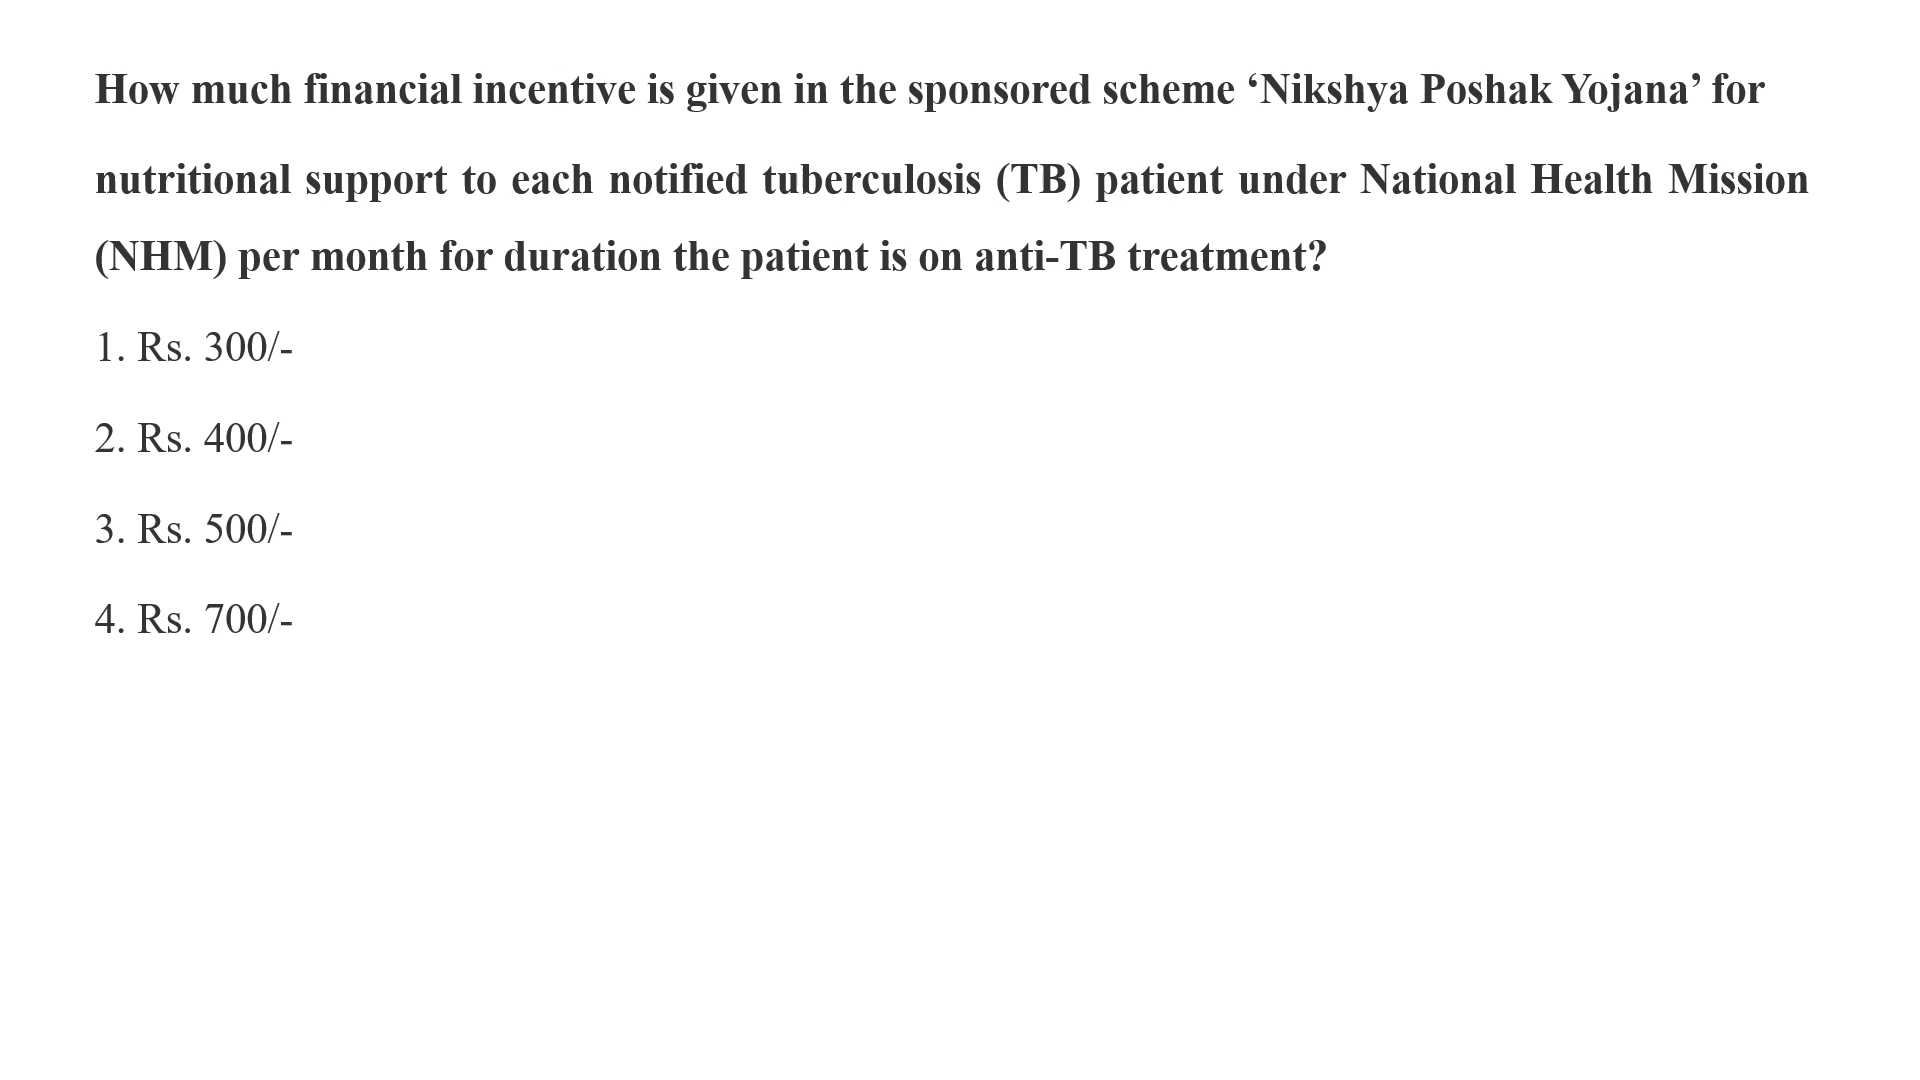 How much financial incentive is given in the sponsored scheme ‘Nikshya Poshak Yojana’ for
nutritional support to each notified tuberculosis (TB) patient under National Health Mission
(NHM) per month for duration the patient is on anti-TB treatment?
1. Rs. 300/-
2. Rs. 400/-
3. Rs. 500/-
4. Rs. 700/-